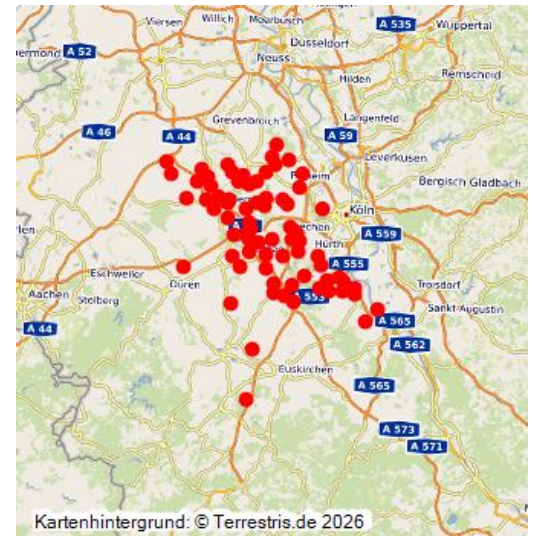 Viersen
Willich
Meerbusch
A 535
Wuppertal
Düsseldorf
A 52
Neuss
Remscheid
Hilden
Grevenbroich
Langenfeld
A 46
A 44
A 59
Leverkusen
Bergisch Gladbach
Köln
A 559
Hürth
A 555
Eschweiler
Düren
Troisdorf
Aachen
Stolberg
A 553
Sankt Augustin
A 44
A 565
A 562
Euskirchen
A 565
A 573
A 571
Kartenhintergrund: © Terrestris.de 2026